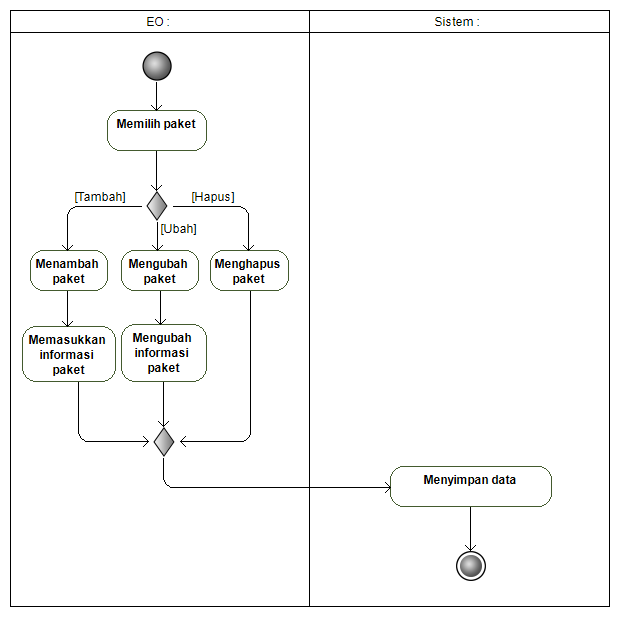 EO :
Sistem :
Memilih paket
[Tambah]
[Hapus]
[Ubah]
Menambah
paket
Mengubah
paket
Menghapus
paket
Memasukkan
informasi
paket
Mengubah
informasi
paket
Menyimpan data